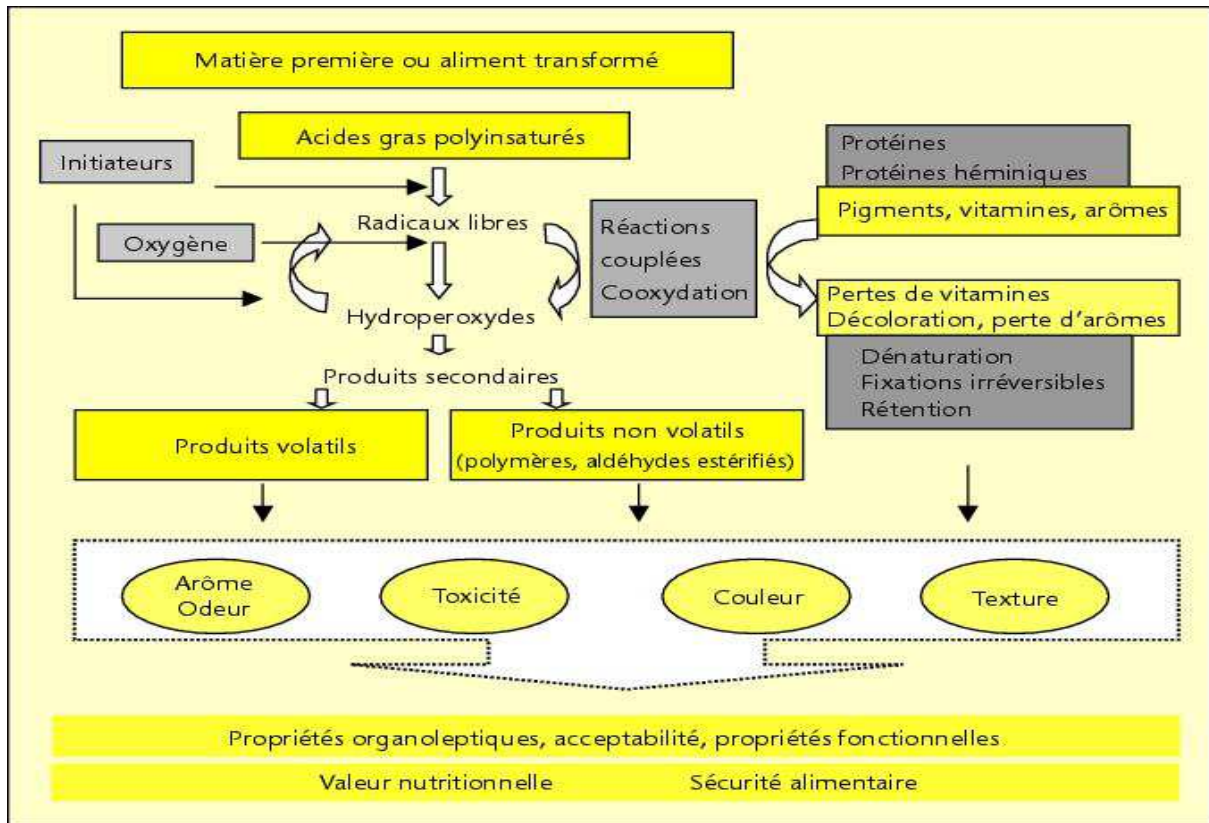 Matière première ou aliment transformé
Acides gras polyinsaturés
Initiateurs
Oxygène
Radicaux libres
Hydroperoxydes
Produits secondaires
Réactions
couplées
Cooxydation
Protéines
Protéines héminiques
Pigments, vitamines, arômes
Pertes de vitamines
Décoloration, perte d'arômes
Dénaturation
Fixations irréversibles
Rétention
Produits volatils
Produits non volatils
(polymères, aldéhydes estérifiés)
Arôme
Odeur
Toxicité
Couleur
Texture
Propriétés organoleptiques, acceptabilité, propriétés fonctionnelles
Valeur nutritionnelle Sécurité alimentaire